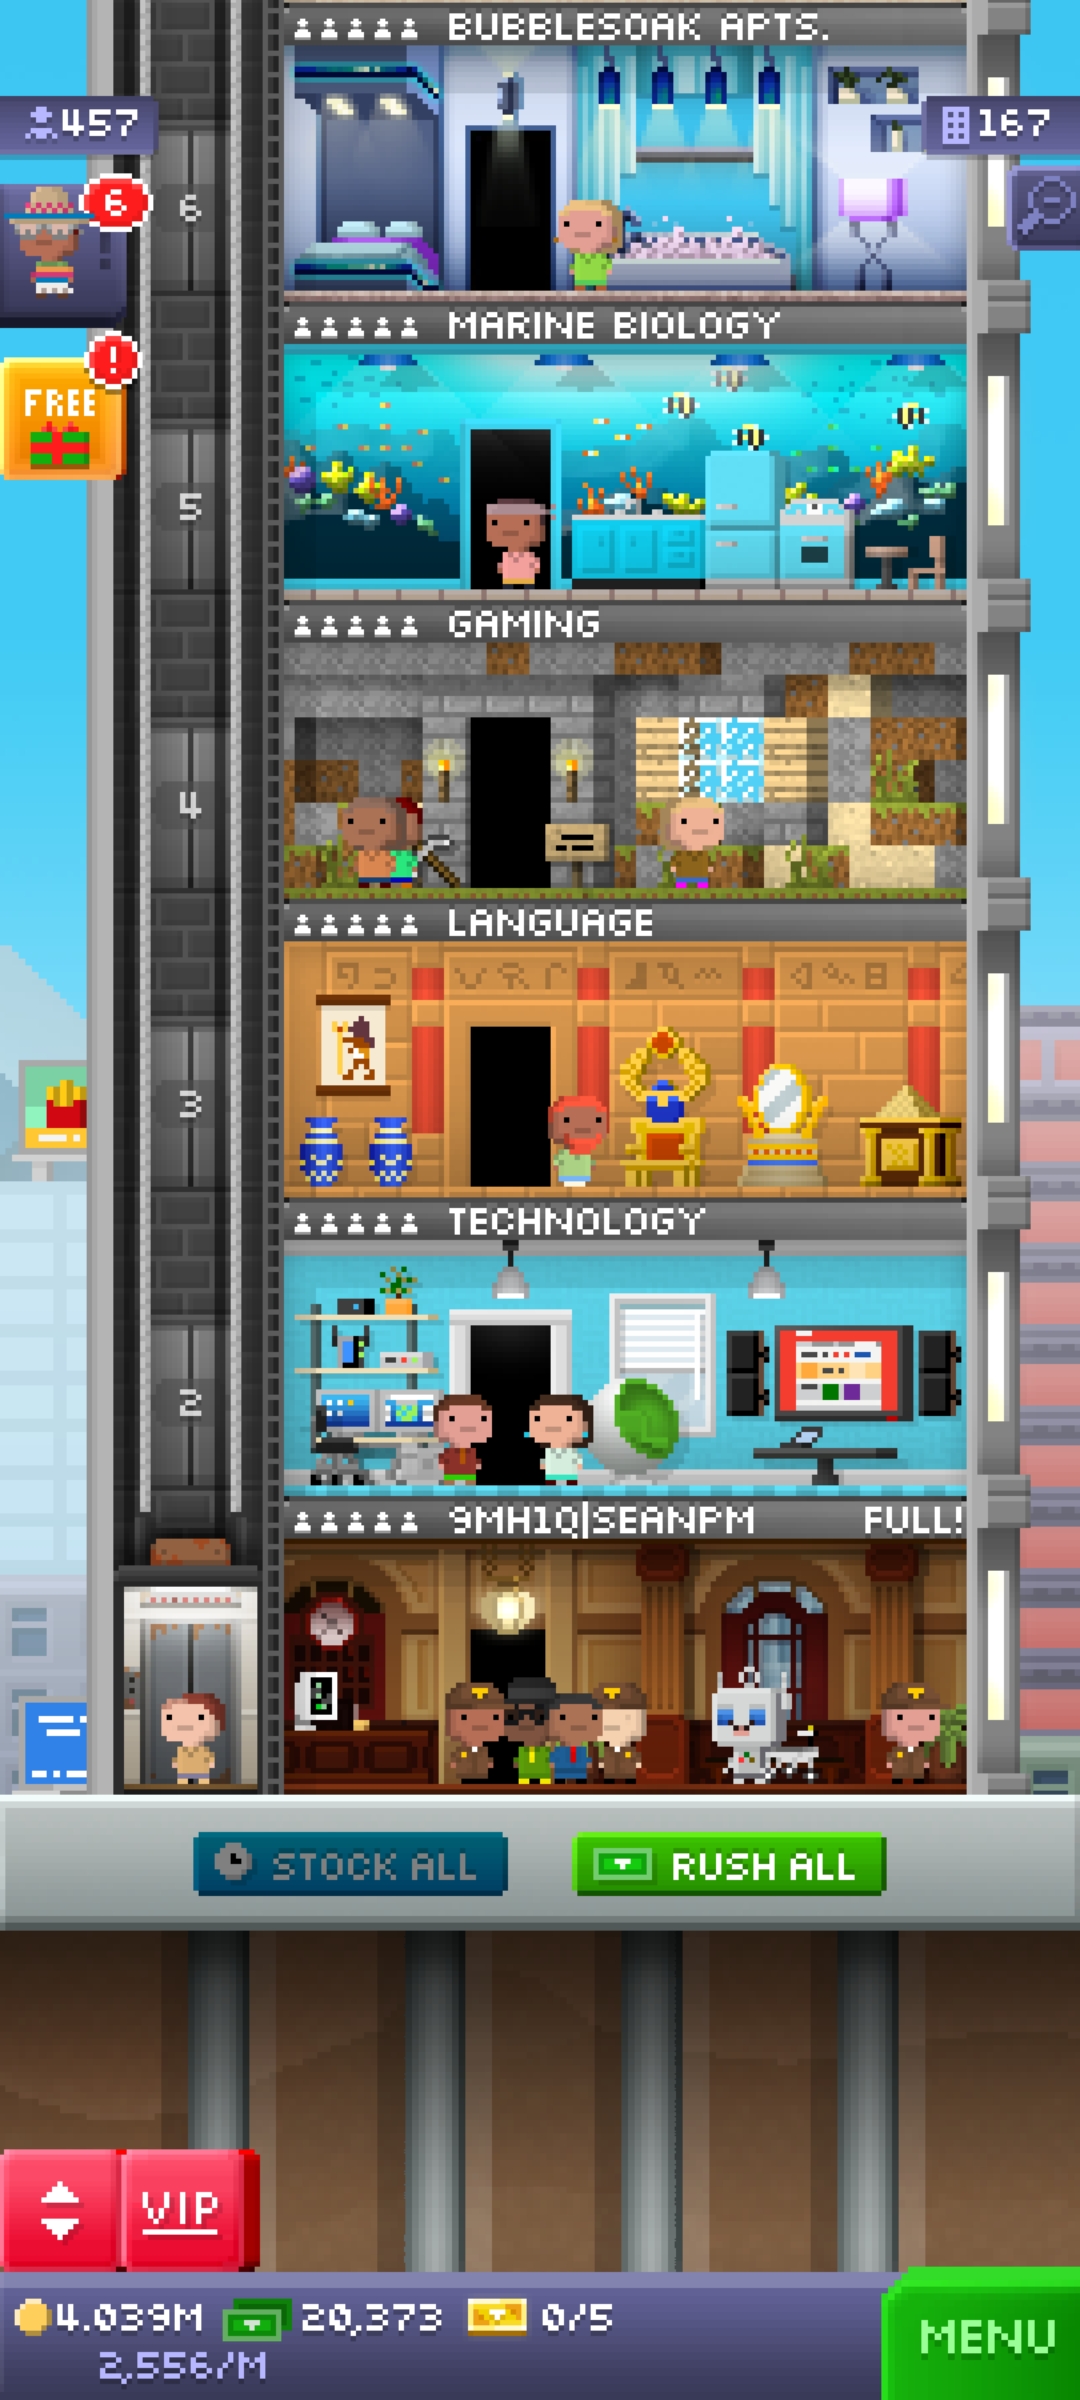 BUBBLESOAK APTS.
457
167
6
6
MARINE BIOLOGY
!
FREE
5
GAMING
4
LANGUAGE
3
TECHNOLOGY
2
9MH1Q|SEANPM FULL!
STOCK ALL
RUSH ALL
VIP
4.039M 20,373 0/5
2,556/M
MENU